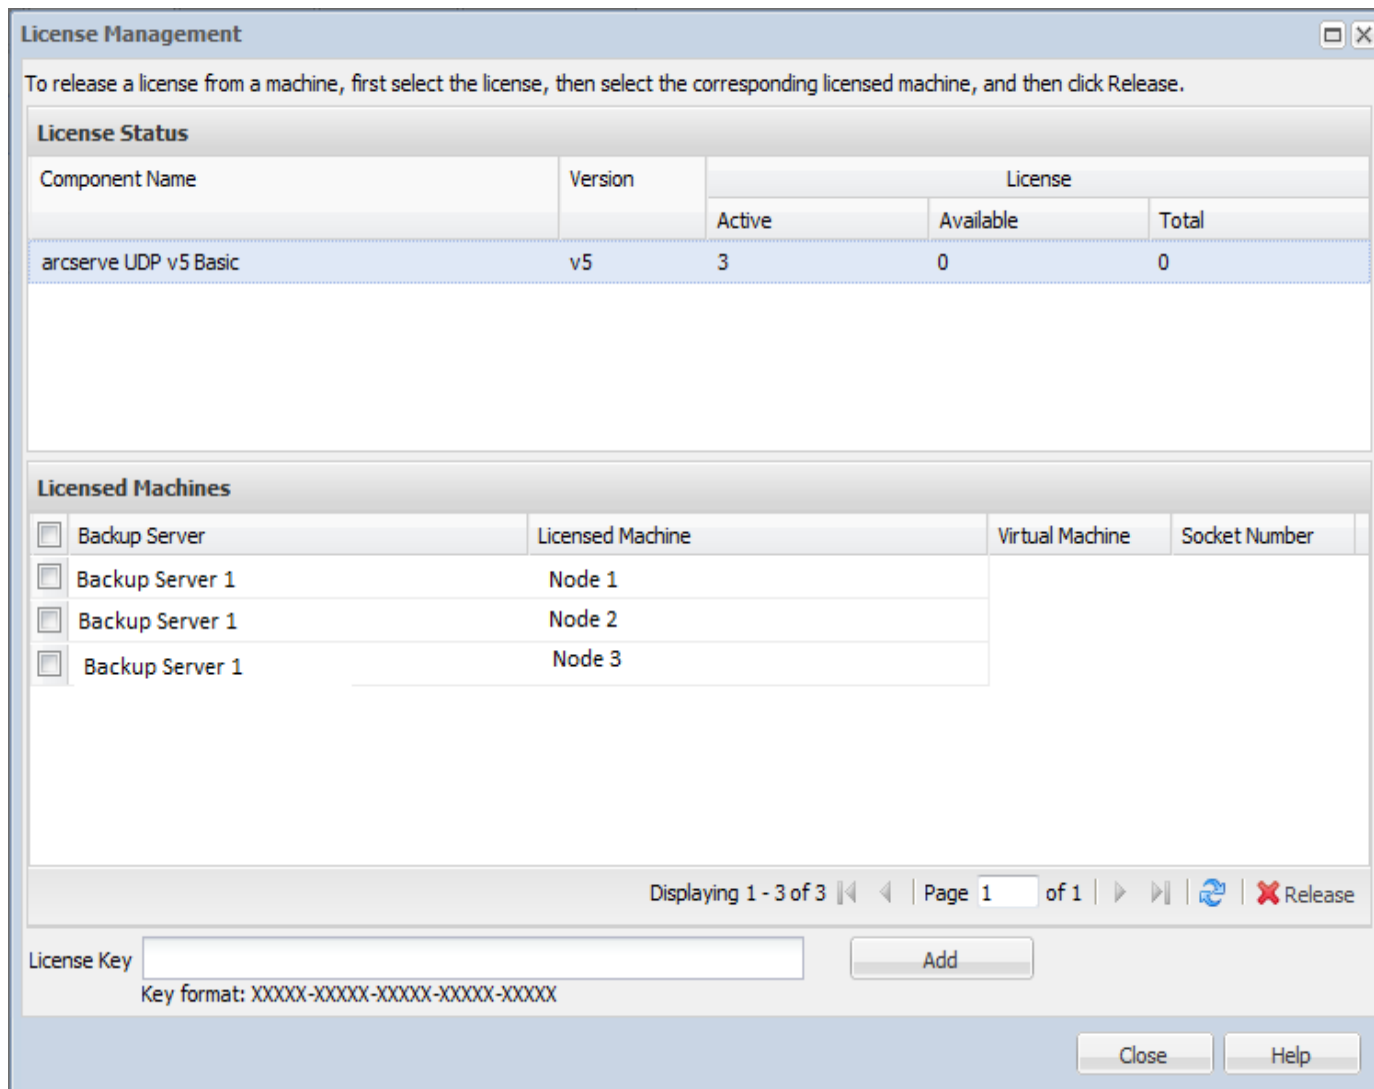 License Management
To release a license from a machine, first select the license, then select the corresponding licensed machine, and then click Release.
License Status
Component Name Version License
Active Available Total
arcserve UDP v5 Basic v5 3 0 0
Licensed Machines
Backup Server Licensed Machine Virtual Machine Socket Number
Backup Server 1 Node 1
Backup Server 1 Node 2
Backup Server 1 Node 3
Displaying 1 - 3 of 3 Page 1 of 1 Release
License Key Add
Key format: XXXXX-XXXXX-XXXXX-XXXXX-XXXXX
Close Help